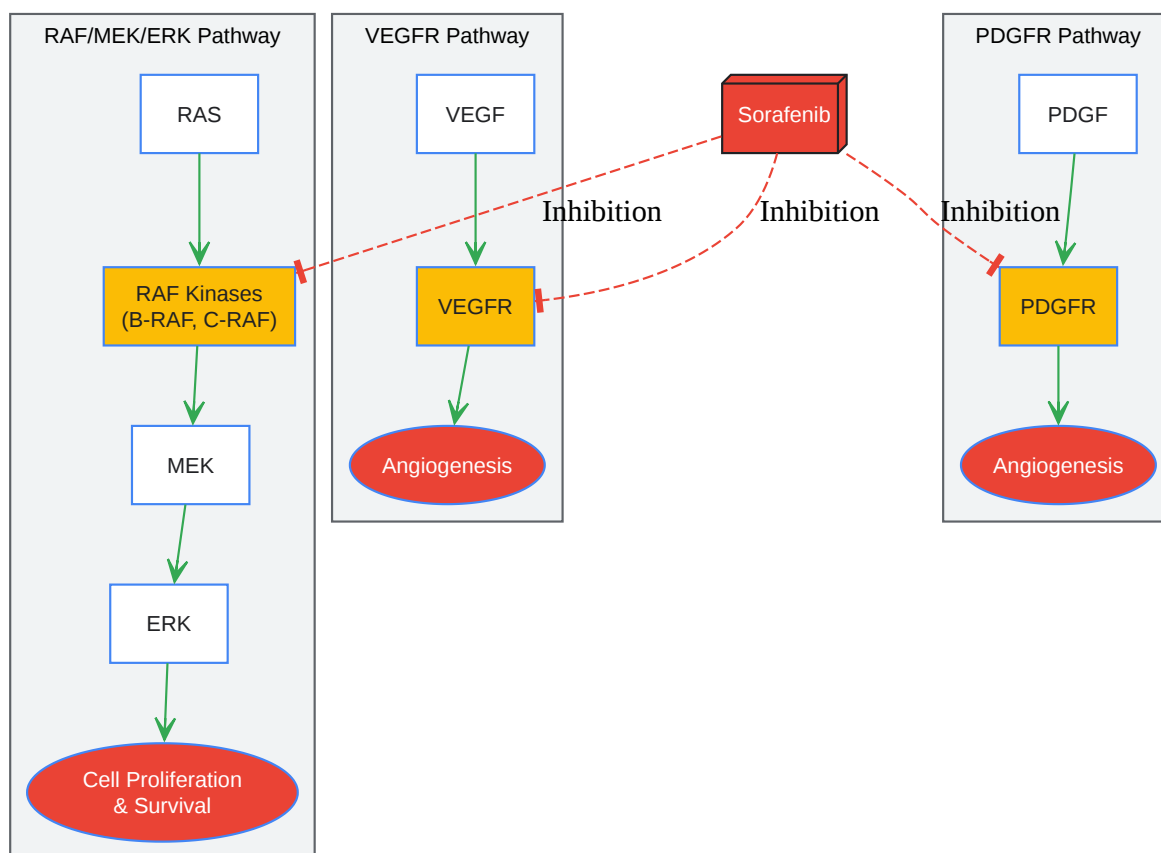 RAF/MEK/ERK Pathway
RAS
RAF Kinases
(B-RAF, C-RAF)
MEK
ERK
Cell Proliferation
& Survival
VEGFR Pathway
VEGF
VEGFR
Angiogenesis
Sorafenib
Inhibition
Inhibition
Inhibition
PDGFR Pathway
PDGF
PDGFR
Angiogenesis